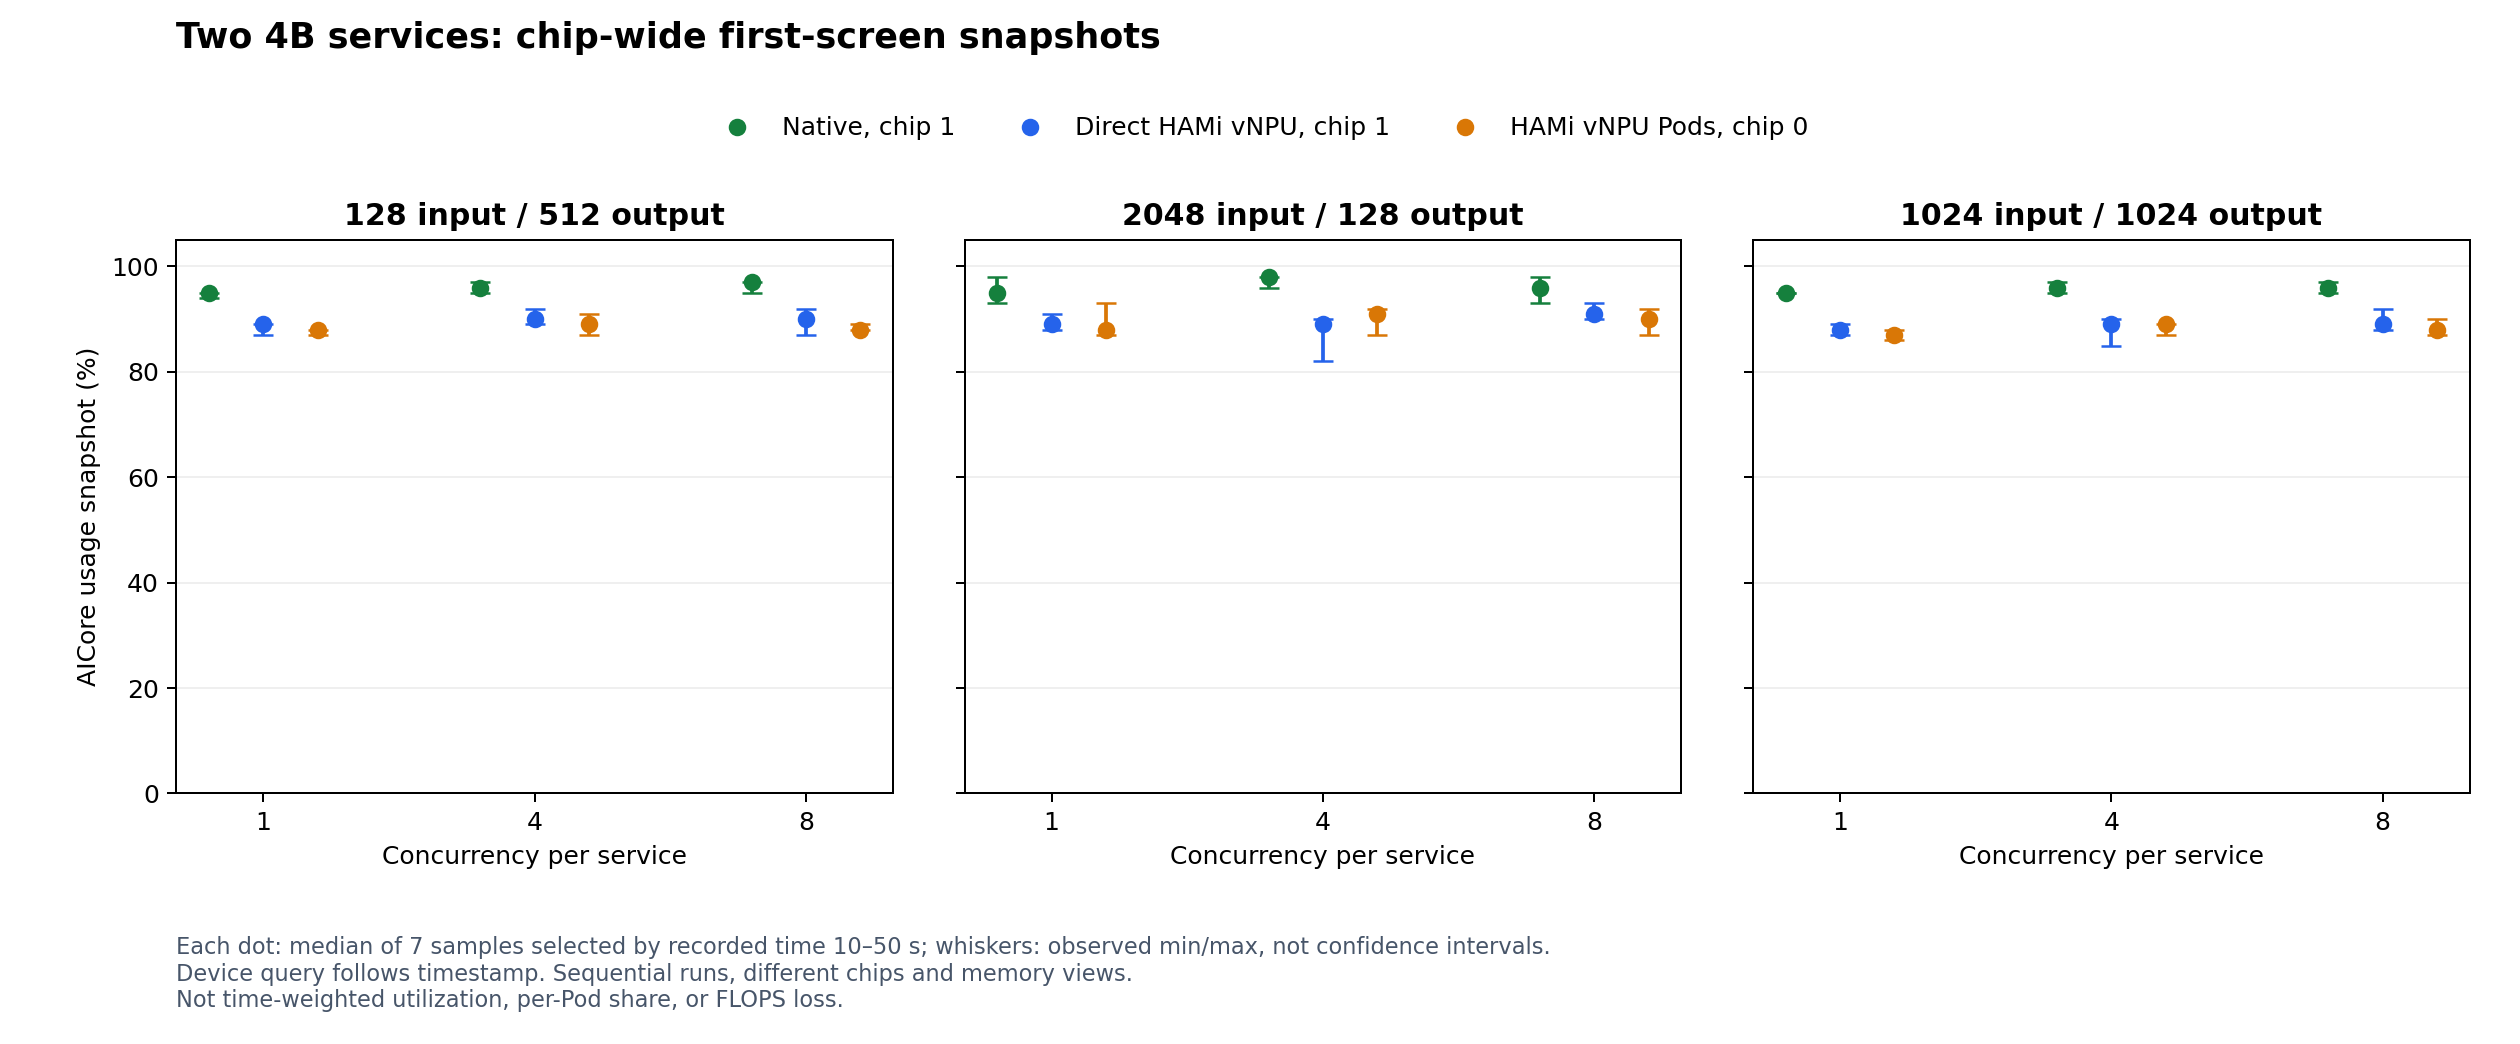 Two 4B services: chip-wide first-screen snapshots
Native, chip 1
Direct HAMi vNPU, chip 1
HAMi vNPU Pods, chip 0
128 input / 512 output
2048 input / 128 output
1024 input / 1024 output
AICore usage snapshot (%)
100
80
60
40
20
0
1
4
8
1
4
8
1
4
8
Concurrency per service
Concurrency per service
Concurrency per service
Each dot: median of 7 samples selected by recorded time 10–50 s; whiskers: observed min/max, not confidence intervals.
Device query follows timestamp. Sequential runs, different chips and memory views.
Not time-weighted utilization, per-Pod share, or FLOPS loss.